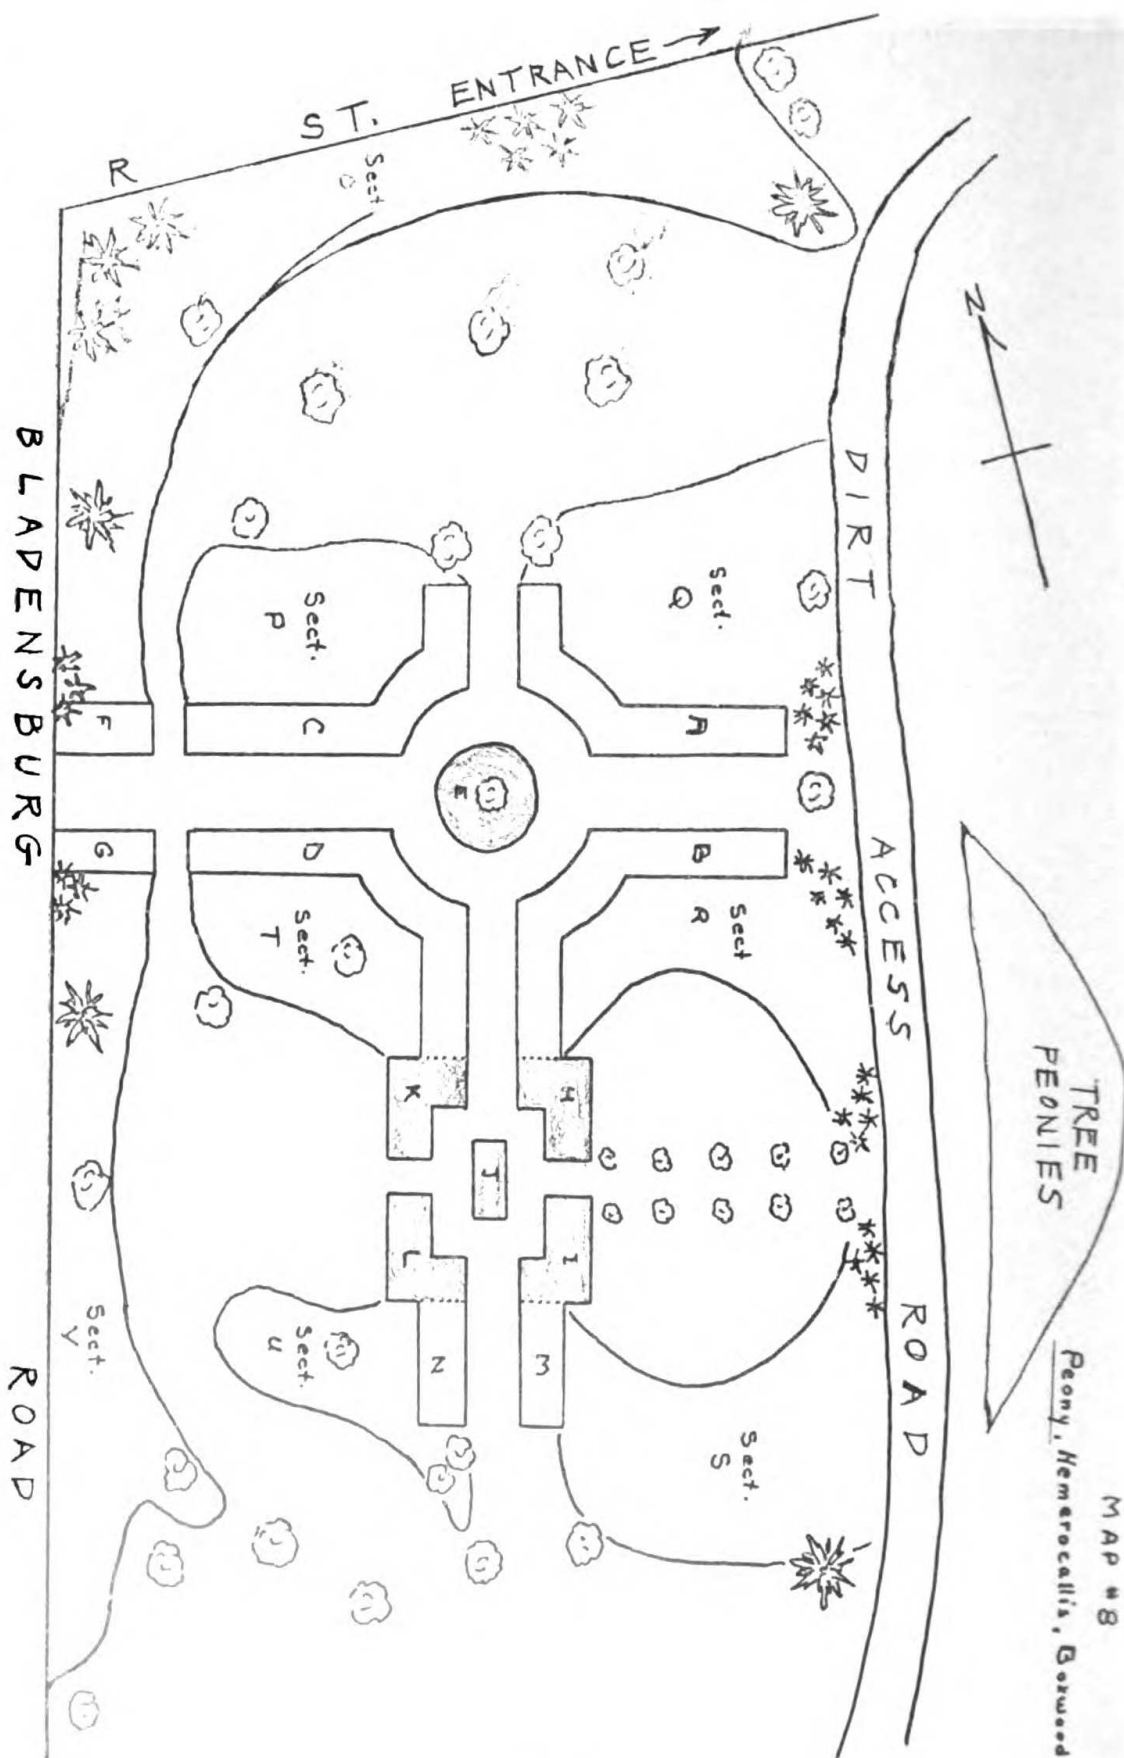 MAP #8
Peony, Hemerocallis, Boxwood
TREE
PEONIES
N
DIRT ACCESS ROAD
ENTRANCE
R ST.
Sect
O
Sect.
Q
Sect
R
Sect.
S
A
B
H
I
M
E
J
C
D
K
L
N
Sect.
P
Sect.
T
Sect.
U
F
G
Sect.
V
BLADENSBURG ROAD